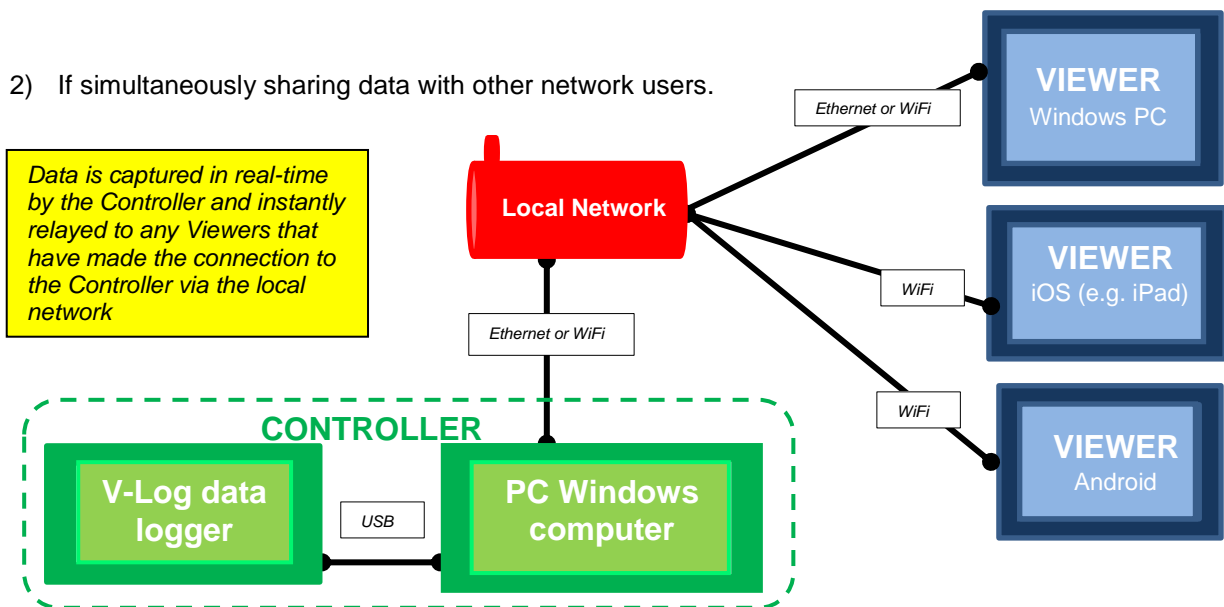 2) If simultaneously sharing data with other network users.
Data is captured in real-time
by the Controller and instantly
relayed to any Viewers that
have made the connection to
the Controller via the local
network
Local Network
Ethernet or WiFi
VIEWER
Windows PC
WiFi
VIEWER
iOS (e.g. iPad)
WiFi
VIEWER
Android
Ethernet or WiFi
CONTROLLER
V-Log data
logger
USB
PC Windows
computer